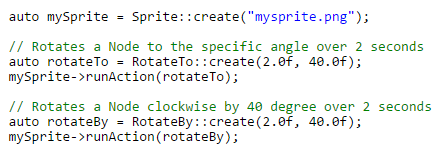 auto mySprite = Sprite::create("mysprite.png");
// Rotates a Node to the specific angle over 2 seconds
auto rotateTo = RotateTo::create(2.0f, 40.0f);
mySprite->runAction(rotateTo);
// Rotates a Node clockwise by 40 degree over 2 seconds
auto rotateBy = RotateBy::create(2.0f, 40.0f);
mySprite->runAction(rotateBy);